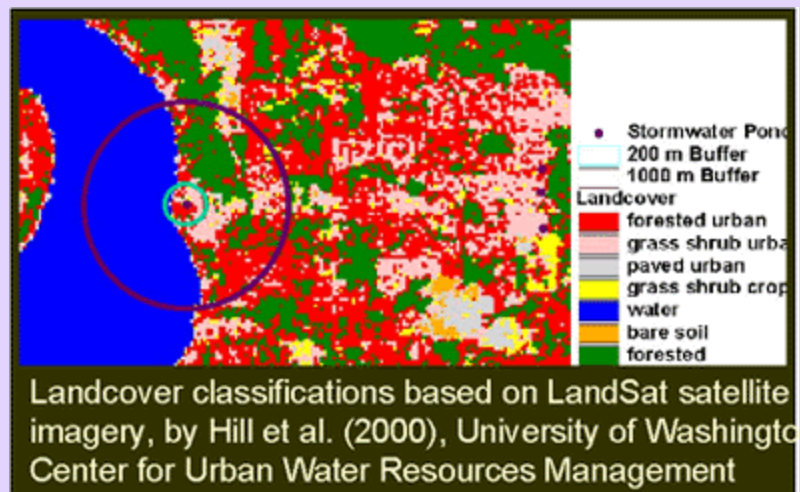 Stormwater Pond
200 m Buffer
1000 m Buffer
Landcover
forested urban
grass shrub urba
paved urban
grass shrub crop
water
bare soil
forested
Landcover classifications based on LandSat satellite
imagery, by Hill et al. (2000), University of Washingto
Center for Urban Water Resources Management